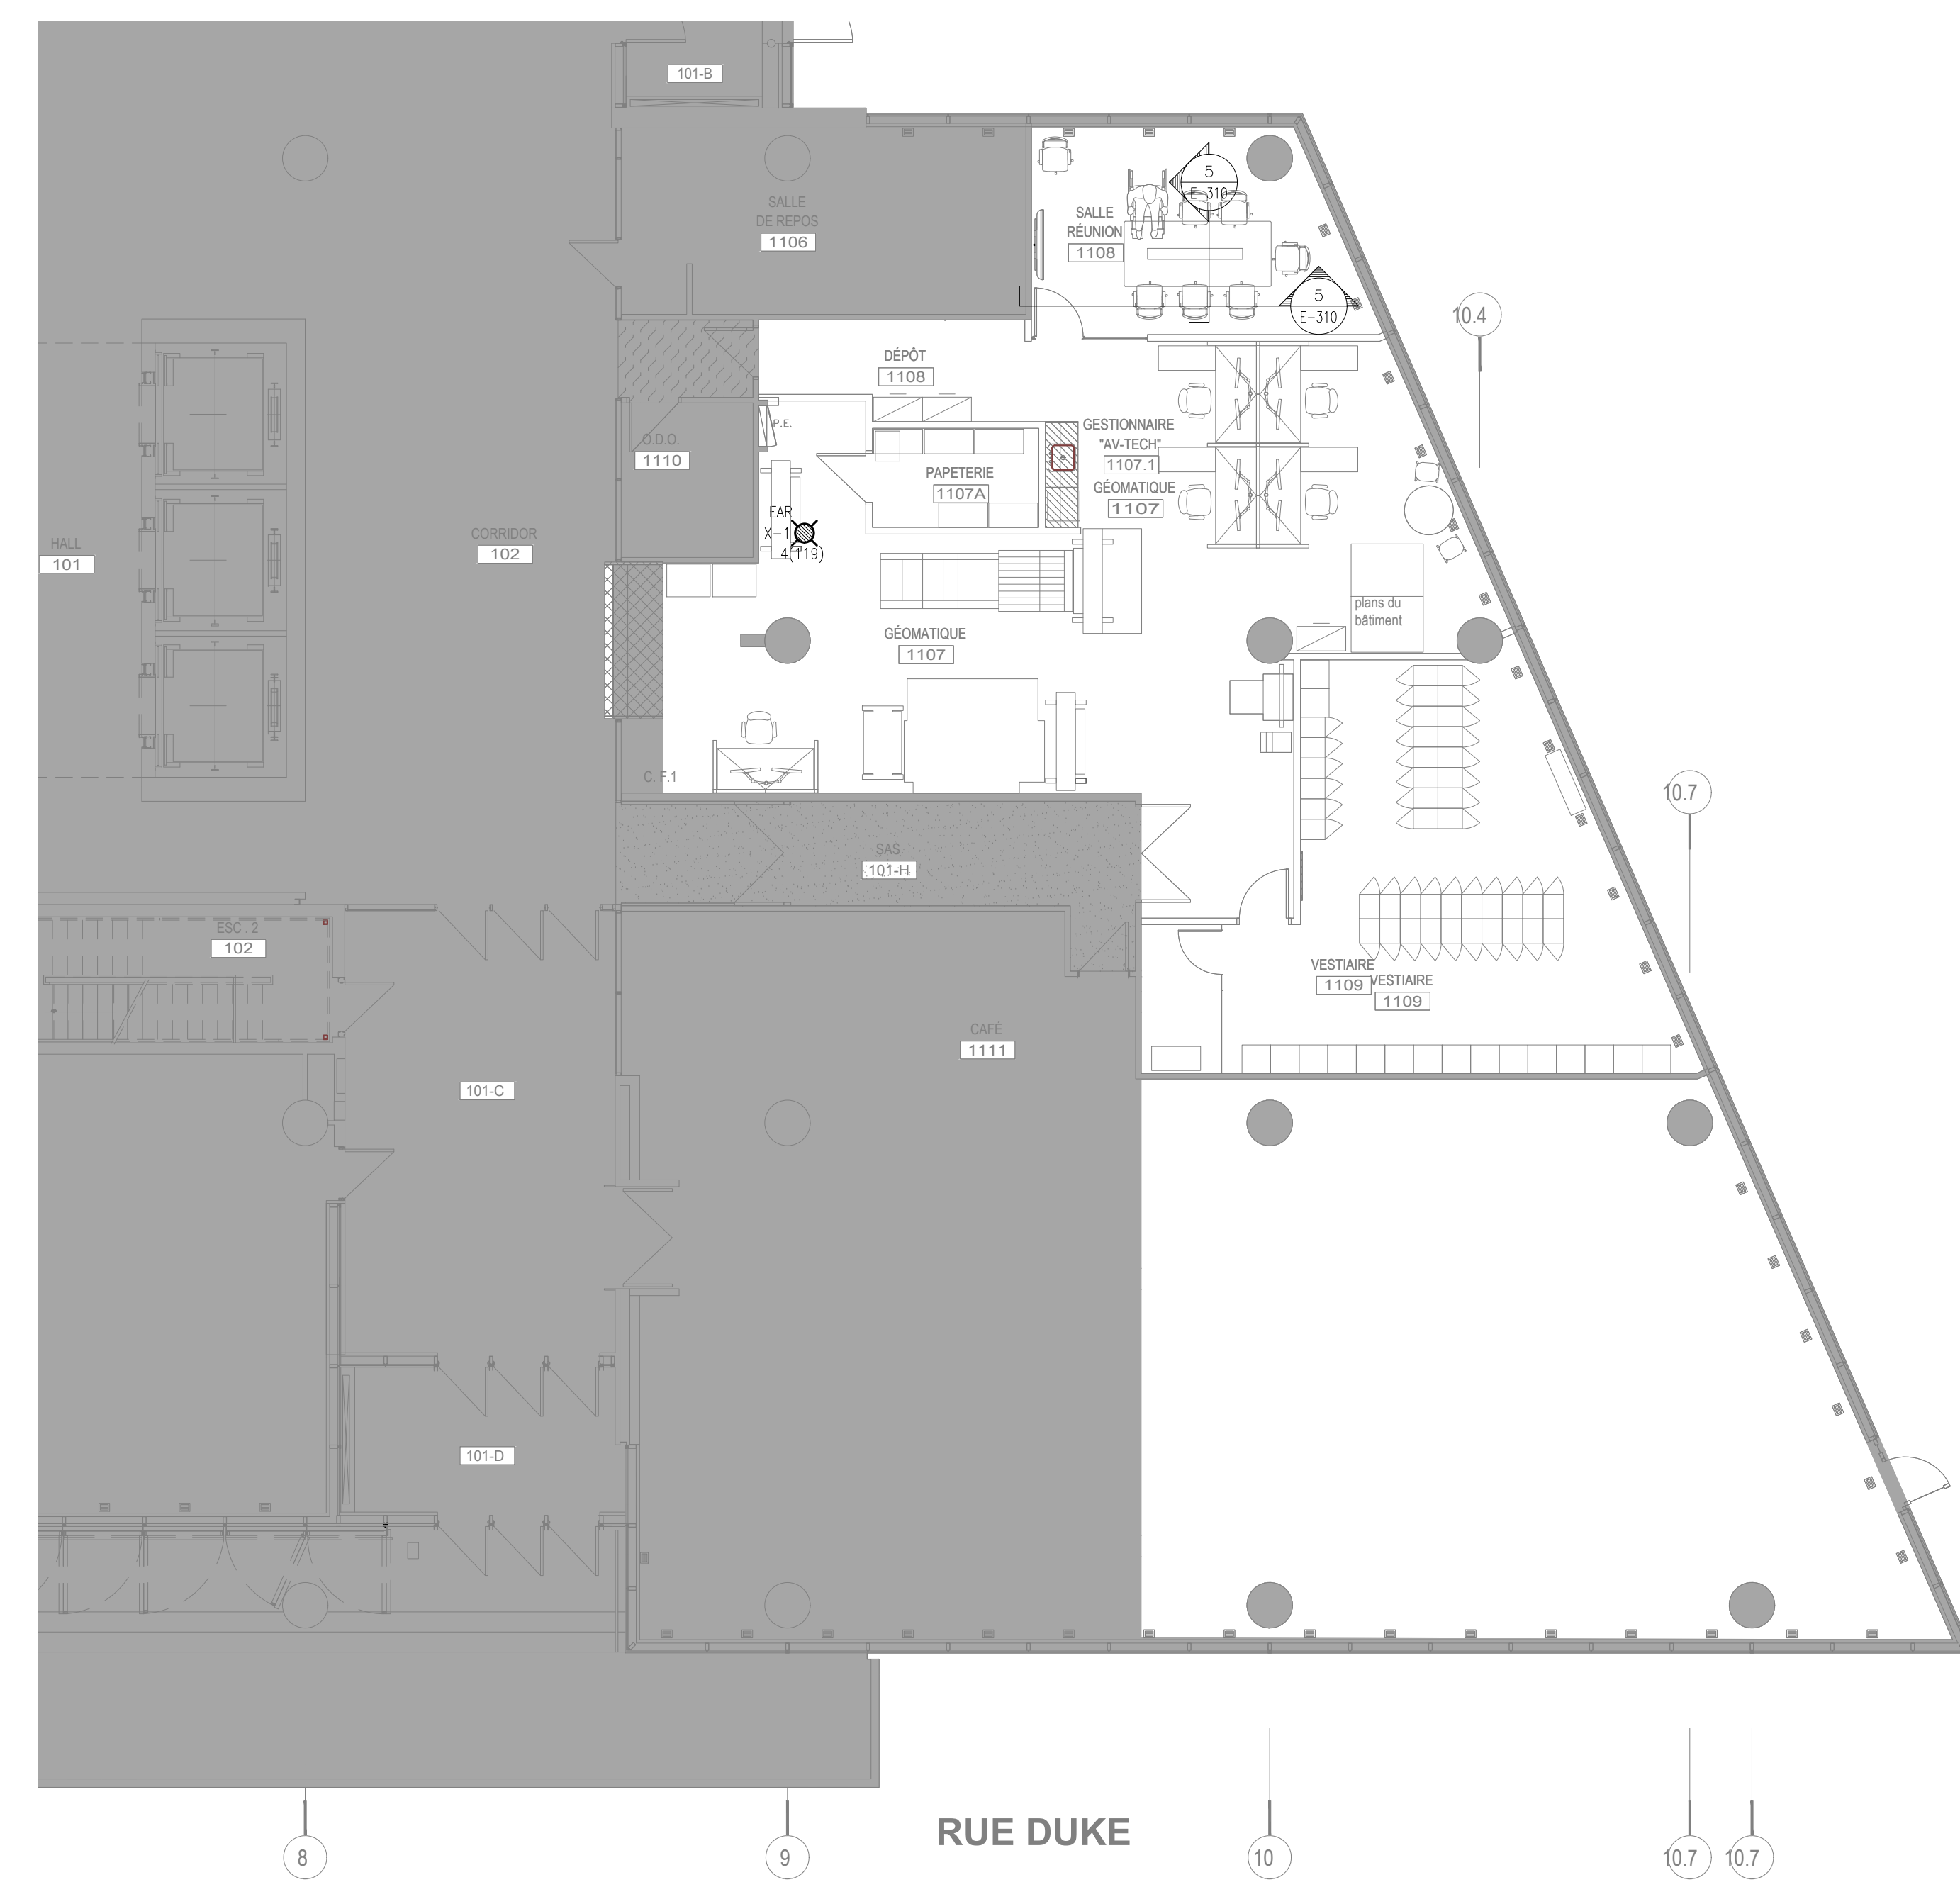 101-B
SALLE
DE REPOS
1106
SALLE
RÉUNION
1108
5
E-310
5
E-310
10.4
DÉPÔT
1108
P.E.
O.D.O.
1110
GESTIONNAIRE
"AV-TECH"
1107.1
GÉOMATIQUE
1107
PAPETERIE
1107A
EAR
X-1
4(119)
HALL
101
CORRIDOR
102
plans du
bâtiment
GÉOMATIQUE
1107
C. F.1
10.7
SAS
101-H
ESC . 2
102
VESTIAIRE
1109
VESTIAIRE
1109
CAFÉ
1111
101-C
101-D
RUE DUKE
8
9
10
10.7
10.7